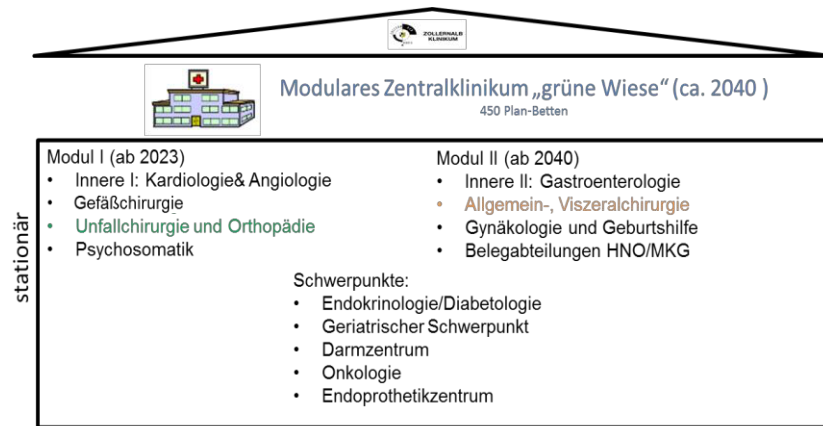 ZOLLERNALB
KLINIKUM
Modulares Zentralklinikum „grüne Wiese“ (ca. 2040 )
450 Plan-Betten
stationär
Modul I (ab 2023)
• Innere I: Kardiologie& Angiologie
• Gefäßchirurgie
• Unfallchirurgie und Orthopädie
• Psychosomatik
Modul II (ab 2040)
• Innere II: Gastroenterologie
• Allgemein-, Viszeralchirurgie
• Gynäkologie und Geburtshilfe
• Belegabteilungen HNO/MKG
Schwerpunkte:
• Endokrinologie/Diabetologie
• Geriatrischer Schwerpunkt
• Darmzentrum
• Onkologie
• Endoprothetikzentrum